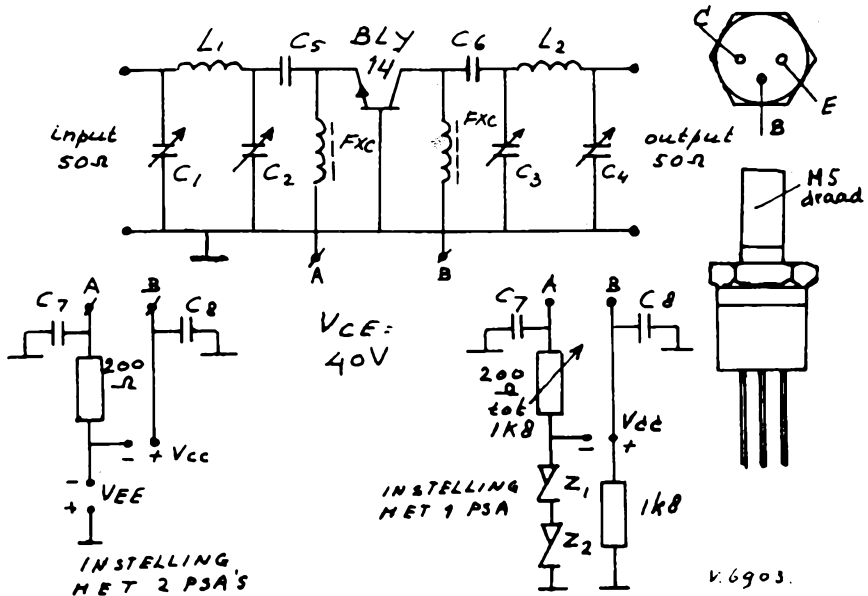 L1
C5
BLY
14
C6
L2
C
E
B
input
50Ω
C1
C2
FXC
FXC
C3
C4
output
50Ω
M5
draad
A
B
A
B
C7
C8
200
Ω
VCE=
40V
- + Vcc
-
VEE
+
INSTELLING
MET 2 PSA'S
A
B
C7
C8
200
Ω
tot
1K8
Vcc
- +
Z1
Z2
1k8
INSTELLING
MET 1 PSA
V.6903.